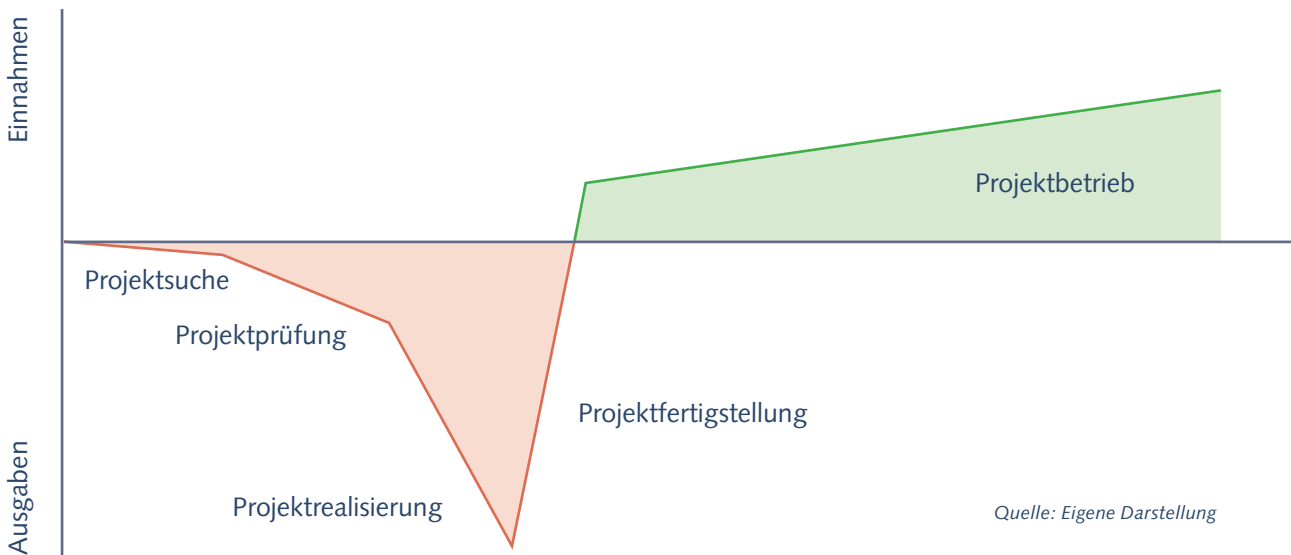 Einnahmen
Projektbetrieb
Projektsuche
Projektprüfung
Projektfertigstellung
Projektrealisierung
Ausgaben
Quelle: Eigene Darstellung